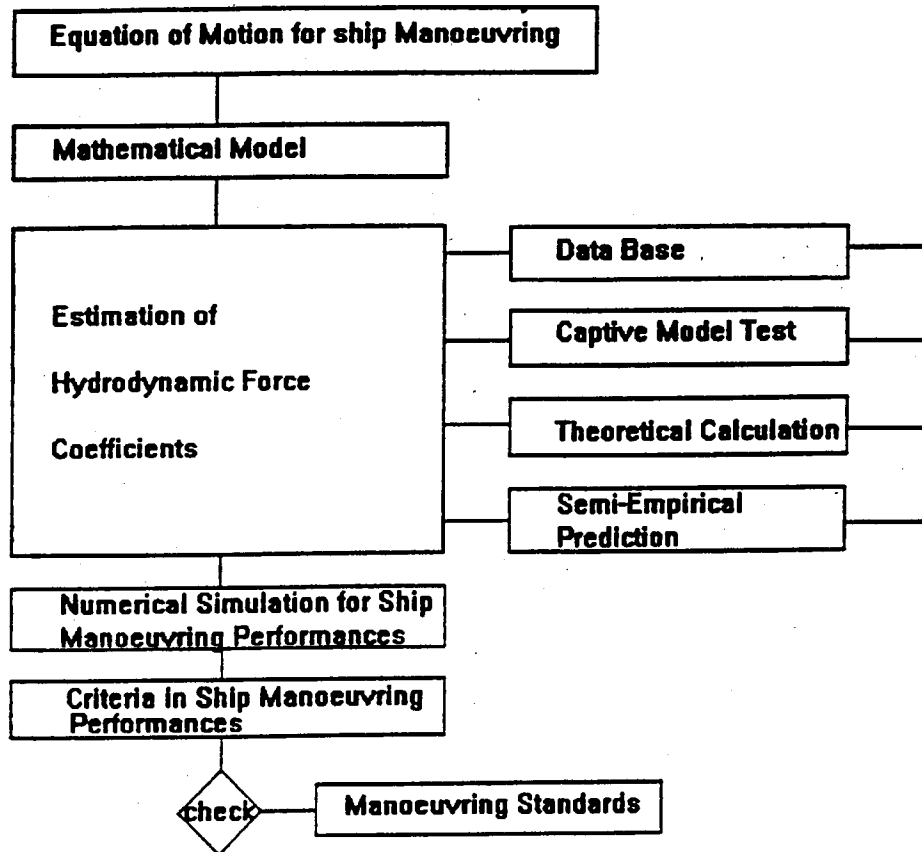 Equation of Motion for ship Manoeuvring
Mathematical Model
Estimation of
Hydrodynamic Force
Coefficients
Data Base
Captive Model Test
Theoretical Calculation
Semi-Empirical
Prediction
Numerical Simulation for Ship
Manoeuvring Performances
Criteria in Ship Manoeuvring
Performances
check
Manoeuvring Standards